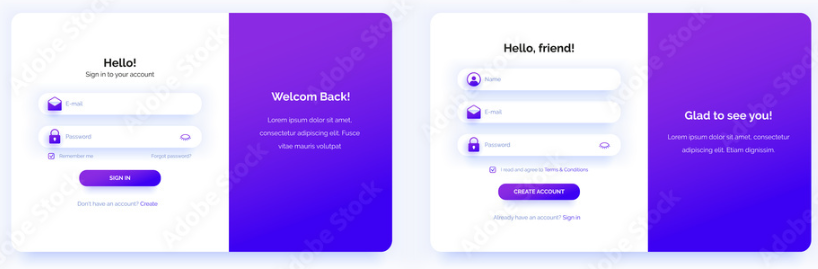 Hello!
Sign in to your account
E-mail
Password
Remember me
Forgot password?
SIGN IN
Don't have an account? Create
Welcom Back!
Lorem ipsum dolor sit amet,
consectetur adipiscing elit. Fusce
vitae mauris volutpat
Hello, friend!
Name
E-mail
Password
I read and agree to Terms & Conditions
CREATE ACCOUNT
Already have an account? Sign in
Glad to see you!
Lorem ipsum dolor sit amet, consectetur
adipiscing elit. Etiam dignissim.
Adobe Stock